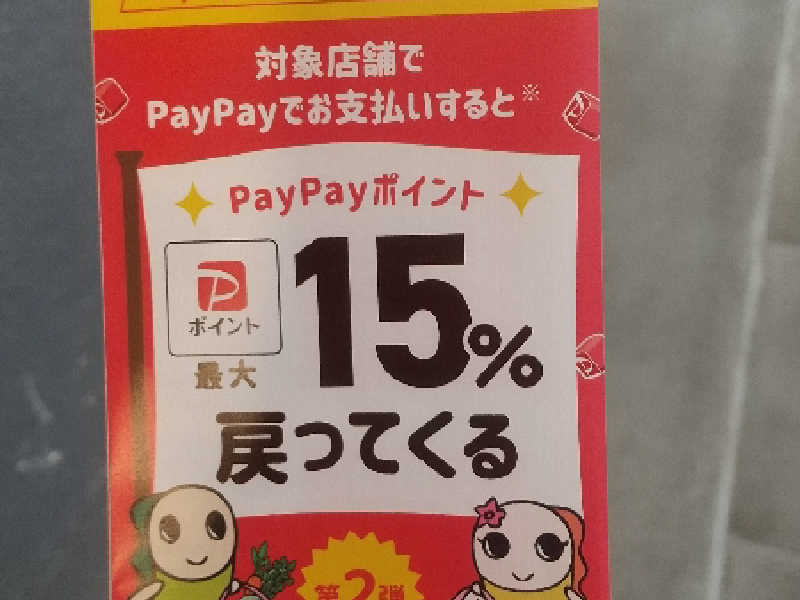 対象店舗で
PayPayでお支払いすると※
PayPayポイント
P
ポイント
最大
15%
戻ってくる
第2弾